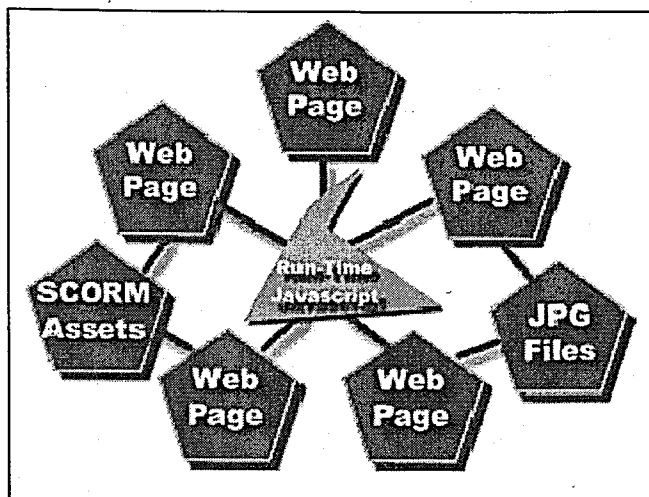 Web
Page
Web
Page
Web
Page
Run-Time
Javascript
SCORM
Assets
JPG
Files
Web
Page
Web
Page